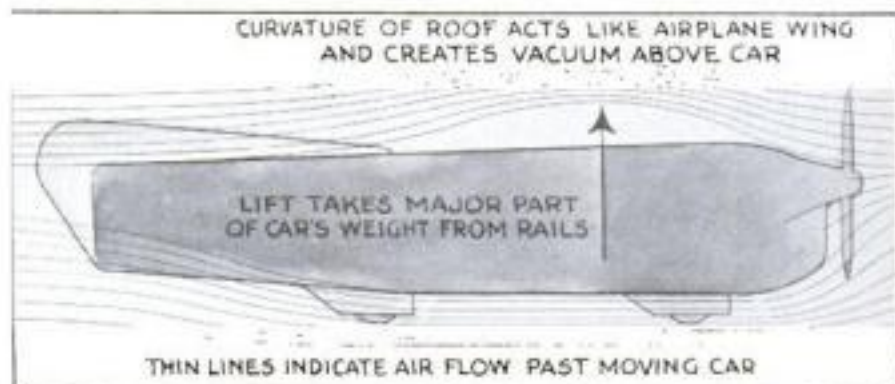 CURVATURE OF ROOF ACTS LIKE AIRPLANE WING
AND CREATES VACUUM ABOVE CAR
LIFT TAKES MAJOR PART
OF CAR'S WEIGHT FROM RAILS
THIN LINES INDICATE AIR FLOW PAST MOVING CAR